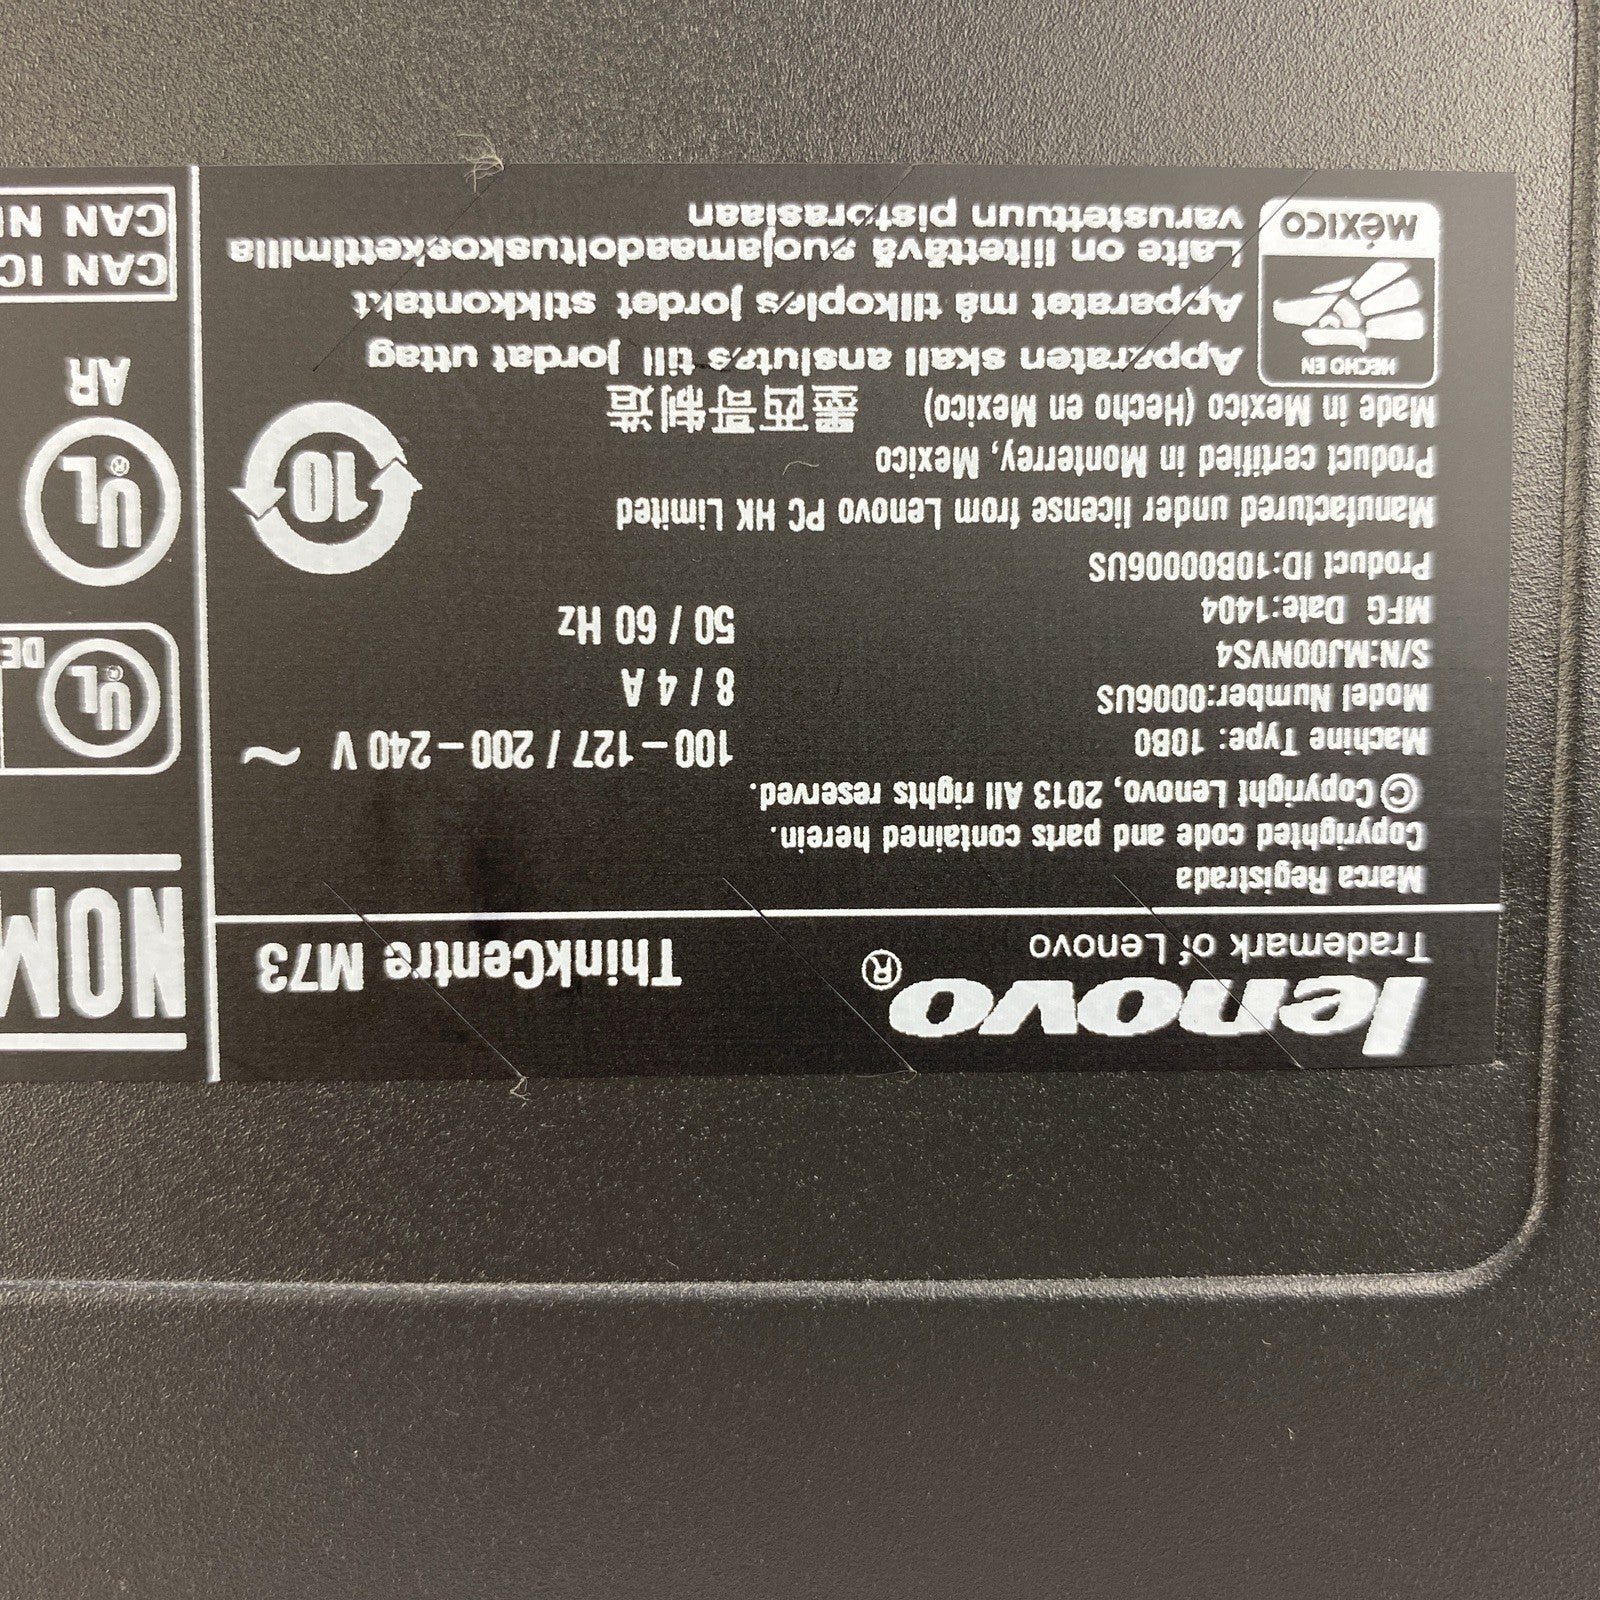 lenovo®
Trademark of Lenovo
ThinkCentre M73
Marca Registrada
Copyrighted code and parts contained herein.
© Copyright Lenovo, 2013 All rights reserved.
Machine Type: 10B0
Model Number:0006US
S/N:MJ00NVS4
MFG Date:1404
Product ID:10B00006US
100 – 127 / 200 – 240 V ~
8 / 4 A
50 / 60 Hz
10
Manufactured under license from Lenovo PC HK Limited
Product certified in Monterrey, Mexico
Made in Mexico (Hecho en Mexico) 墨西哥制造
HECHO EN
MéXICO
Apparaten skall anslutas till jordat uttag
Apparatet må tilkoples jordet stikkontakt
Laite on liitettävä suojamaadoituskoskettimilla
varustettuun pistorasiaan
NOM
UL®
DE
UL®
AR
CAN IC
CAN N